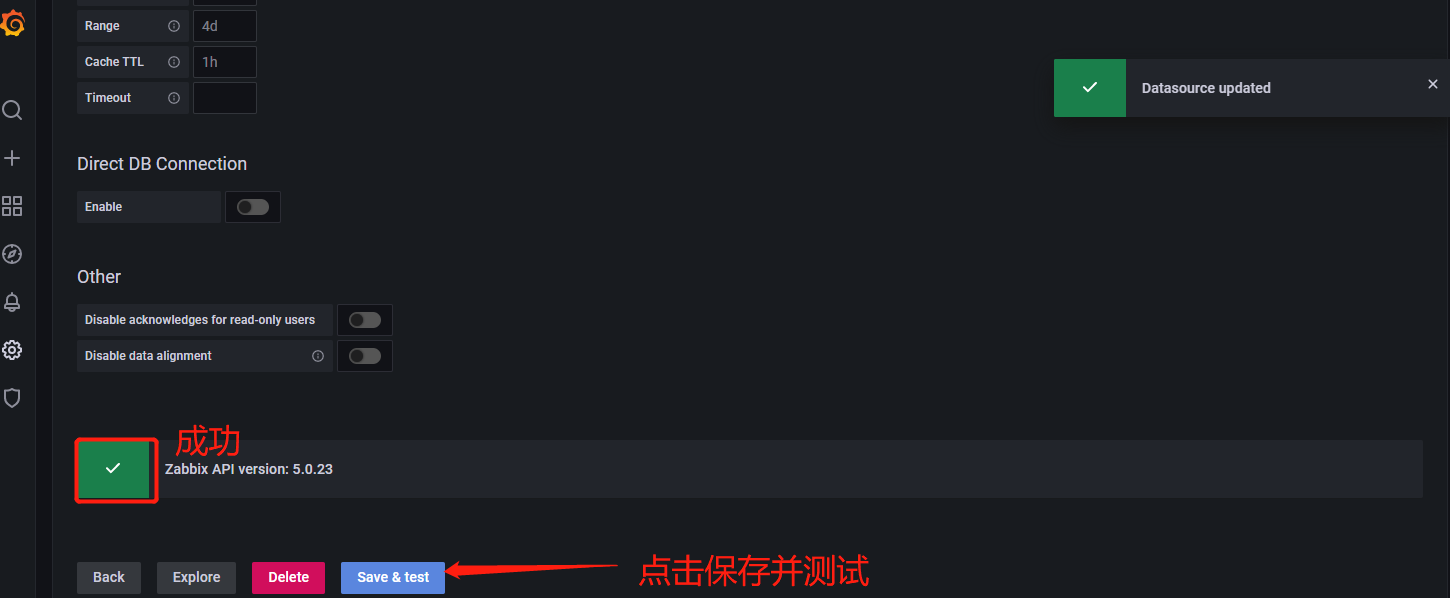 Range
4d
Cache TTL
1h
Timeout
Datasource updated
Direct DB Connection
Enable
Other
Disable acknowledges for read-only users
Disable data alignment
成功
Zabbix API version: 5.0.23
Back
Explore
Delete
Save & test
点击保存并测试